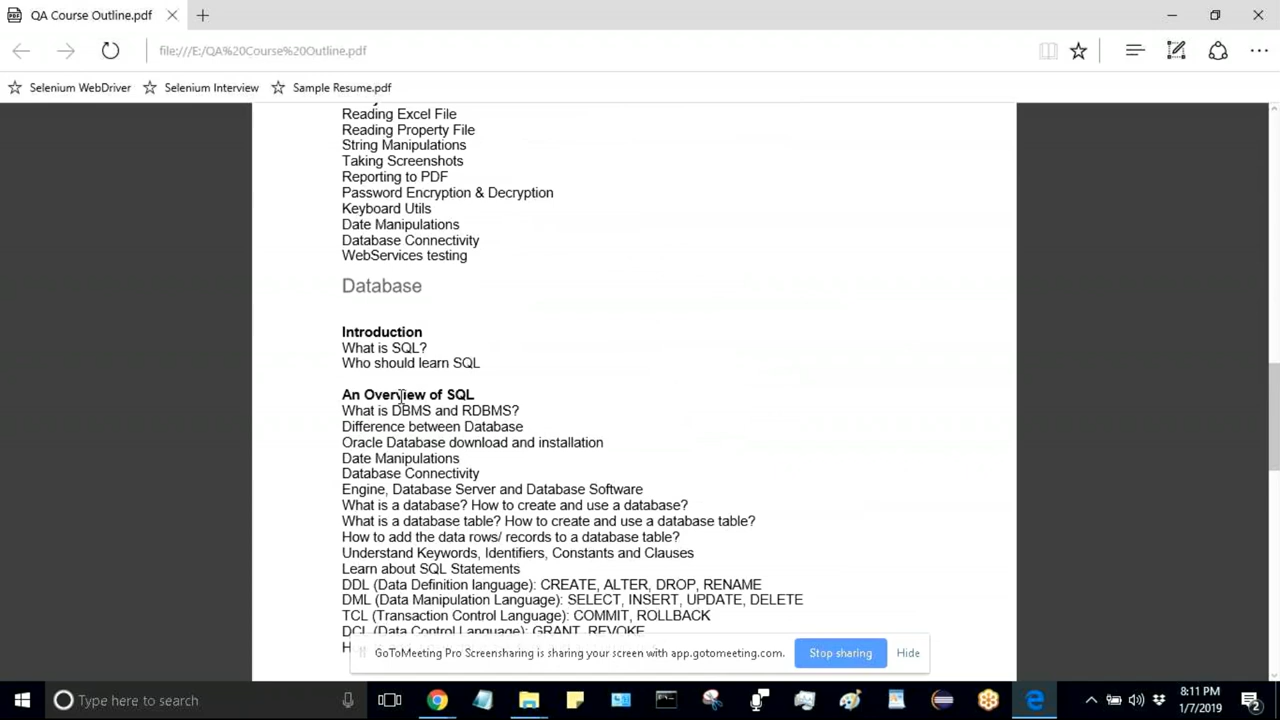 QA Course Outline.pdf
file:///E:/QA%20Course%20Outline.pdf
Selenium WebDriver
Selenium Interview
Sample Resume.pdf
Reading Excel File
Reading Property File
String Manipulations
Taking Screenshots
Reporting to PDF
Password Encryption & Decryption
Keyboard Utils
Date Manipulations
Database Connectivity
WebServices testing
Database
Introduction
What is SQL?
Who should learn SQL
An Overview of SQL
What is DBMS and RDBMS?
Difference between Database
Oracle Database download and installation
Date Manipulations
Database Connectivity
Engine, Database Server and Database Software
What is a database? How to create and use a database?
What is a database table? How to create and use a database table?
How to add the data rows/ records to a database table?
Understand Keywords, Identifiers, Constants and Clauses
Learn about SQL Statements
DDL (Data Definition language): CREATE, ALTER, DROP, RENAME
DML (Data Manipulation Language): SELECT, INSERT, UPDATE, DELETE
TCL (Transaction Control Language): COMMIT, ROLLBACK
DCL (Data Control Language): GRANT, REVOKE
GoToMeeting Pro Screensharing is sharing your screen with app.gotomeeting.com.
Stop sharing
Hide
Type here to search
8:11 PM
1/7/2019
2